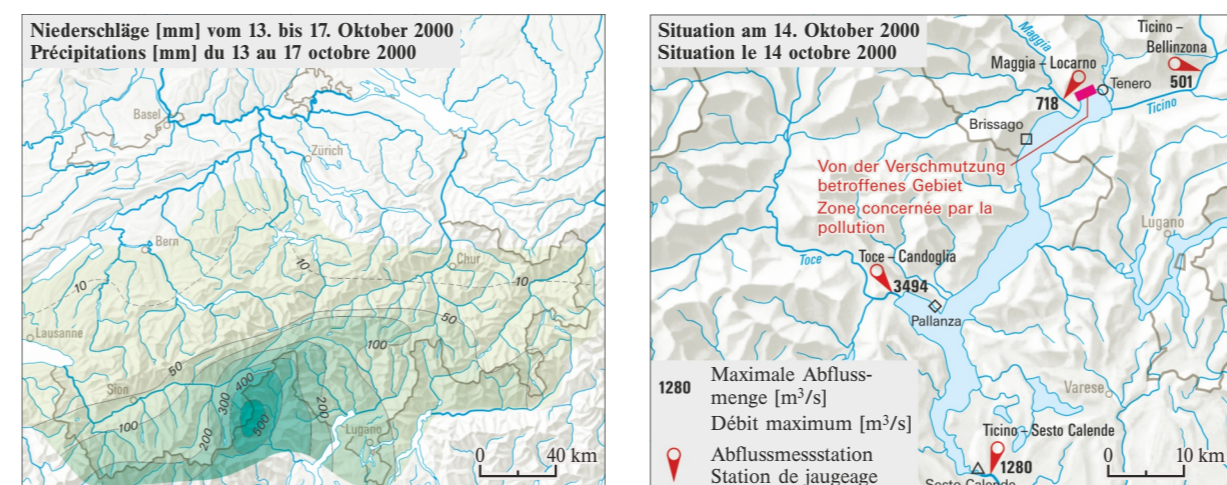 Niederschläge [mm] vom 13. bis 17. Oktober 2000
Précipitations [mm] du 13 au 17 octobre 2000
Basel
Zürich
Bern
10
10
10
Chur
Lausanne
50
50
100
Sion
400
300
200
500
200
100
Lugano
0 40 km
Situation am 14. Oktober 2000
Situation le 14 octobre 2000
Maggia
Ticino –
Bellinzona
Maggia – Locarno
501
718
Tenero
Ticino
Brissago
Von der Verschmutzung
betroffenes Gebiet
Zone concernée par la
pollution
Lugano
Toce
Toce – Candoglia
3494
Pallanza
1280 Maximale Abfluss-
menge [m³/s]
Débit maximum [m³/s]
Abflussmessstation
Station de jaugeage
Varese
Ticino – Sesto Calende
1280
Sesto Calende
0 10 km